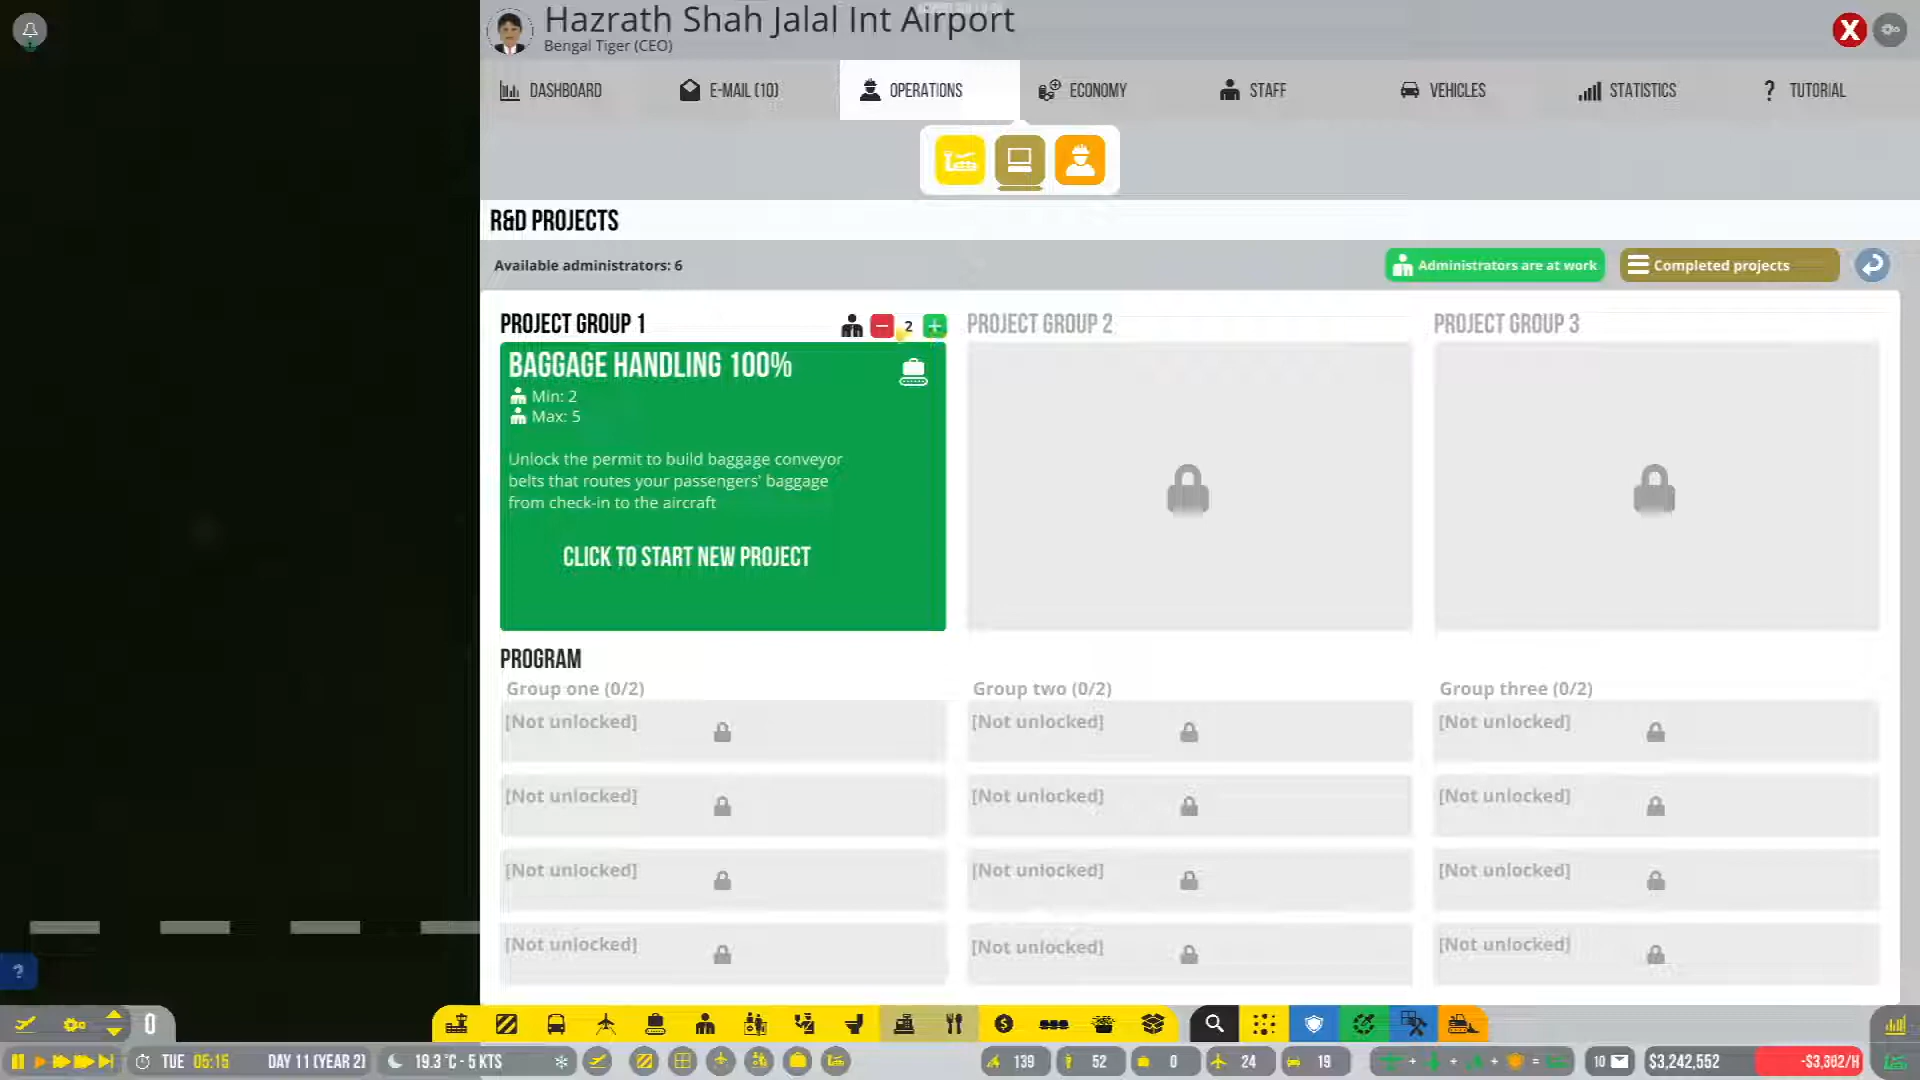 Hazrath Shah Jalal Int Airport
Bengal Tiger (CEO)
X
DASHBOARD
E-MAIL (10)
OPERATIONS
ECONOMY
STAFF
VEHICLES
STATISTICS
? TUTORIAL
R&D PROJECTS
Available administrators: 6
Administrators are at work
Completed projects
PROJECT GROUP 1
2
PROJECT GROUP 2
PROJECT GROUP 3
BAGGAGE HANDLING 100%
Min: 2
Max: 5
Unlock the permit to build baggage conveyor
belts that routes your passengers' baggage
from check-in to the aircraft
CLICK TO START NEW PROJECT
PROGRAM
Group one (0/2)
Group two (0/2)
Group three (0/2)
[Not unlocked]
[Not unlocked]
[Not unlocked]
[Not unlocked]
[Not unlocked]
[Not unlocked]
[Not unlocked]
[Not unlocked]
[Not unlocked]
[Not unlocked]
[Not unlocked]
[Not unlocked]
?
0
TUE 05:15
DAY 11 (YEAR 2)
19.3°C - 5 KTS
139
52
0
24
19
+ + + =
10
$3,242,552
-$3,302/H